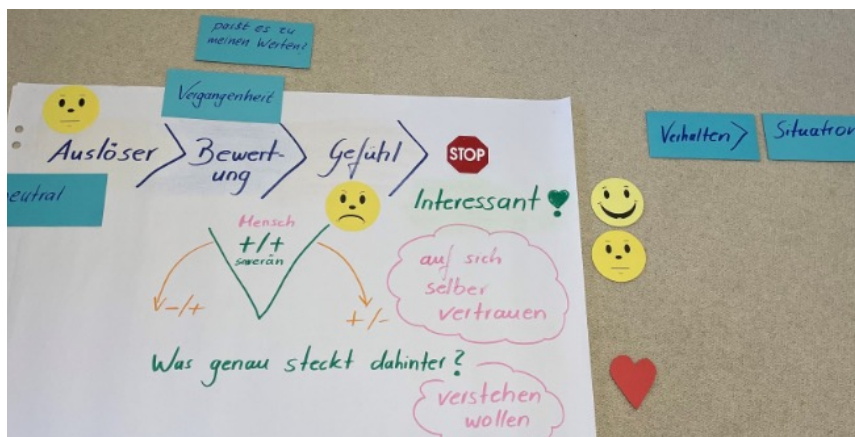 paßt es zu
meinen Werten?
Vergangenheit
Auslöser > Bewert-
ung > Gefühl >
STOP
Verhalten >
Situation
neutral
Interessant!
Mensch
+/+
souverän
-/+
+/-
auf sich
selber
vertrauen
Was genau steckt dahinter?
verstehen
wollen